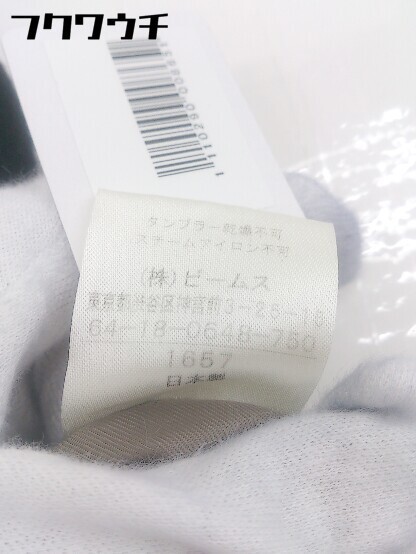 フクワウチ
タンブラー乾燥不可
スチームアイロン不可
(株)ビームス
東京都渋谷区神宮前3-25-18
64-18-0648-750
1657
日本製